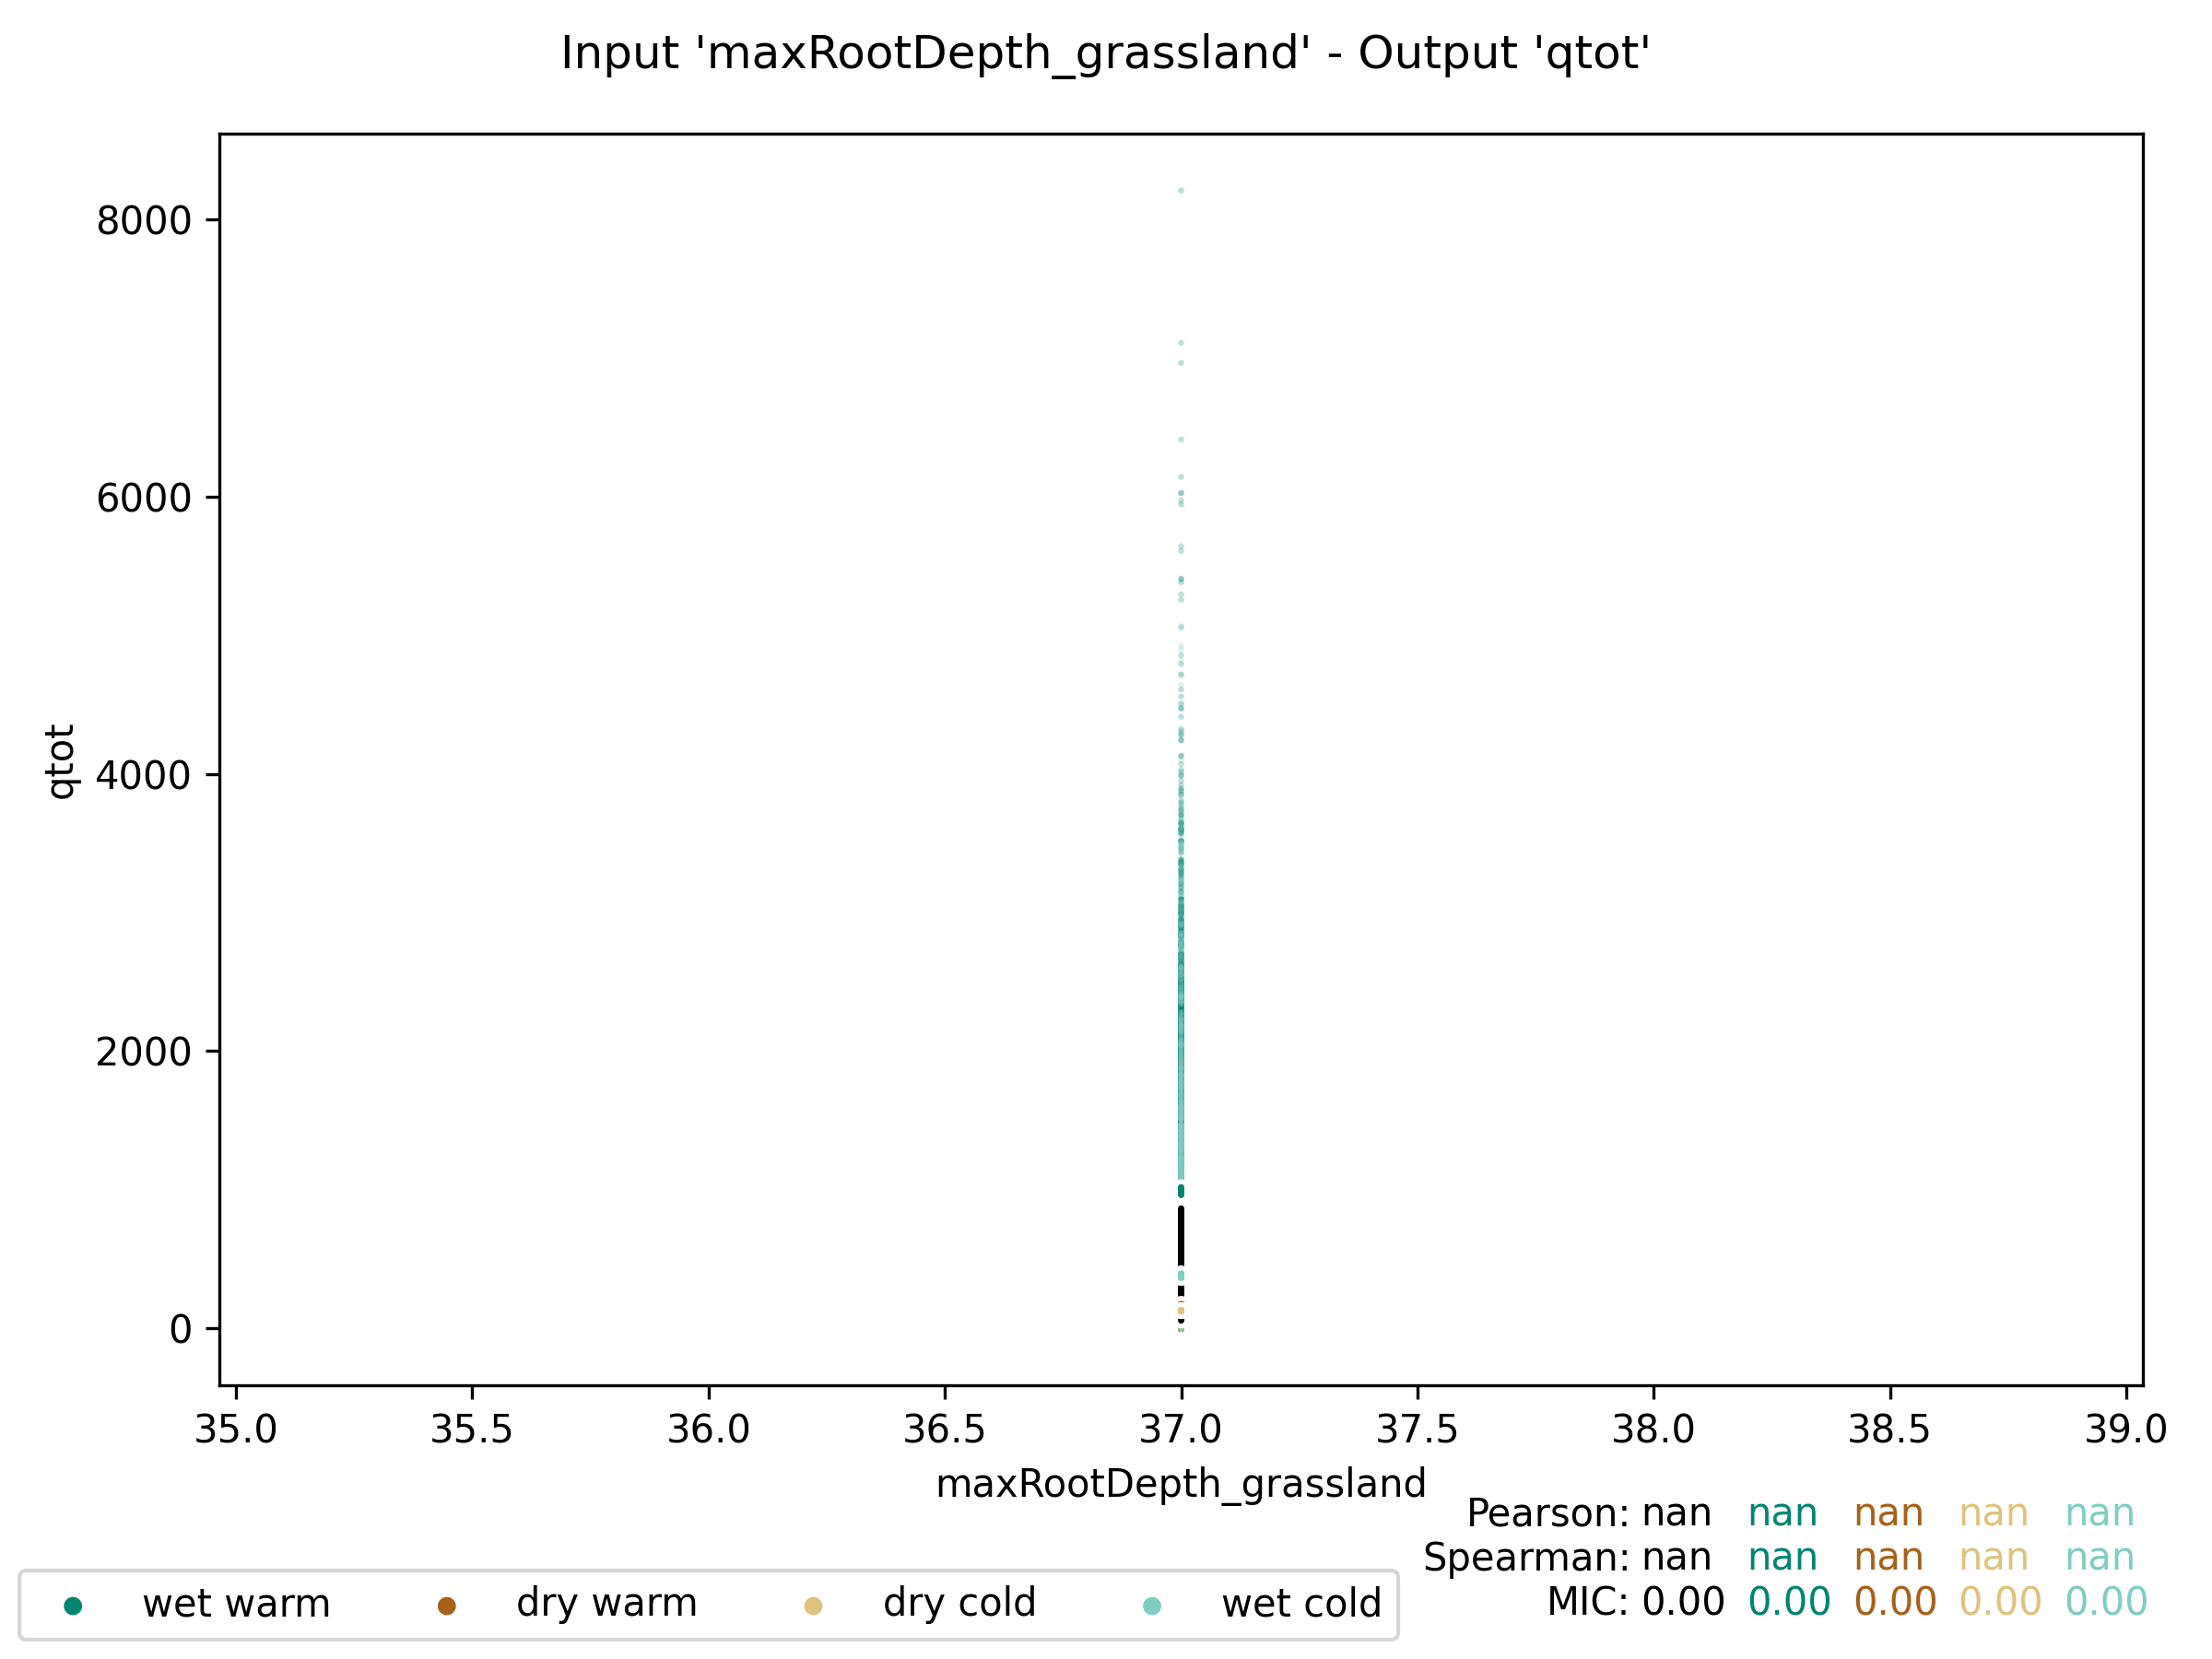 Input 'maxRootDepth_grassland' - Output 'qtot'
8000
6000
4000
2000
0
qtot
35.0 35.5 36.0 36.5 37.0 37.5 38.0 38.5 39.0
maxRootDepth_grassland
Pearson: nan nan nan nan nan
Spearman: nan nan nan nan nan
MIC: 0.00 0.00 0.00 0.00 0.00
wet warm dry warm dry cold wet cold